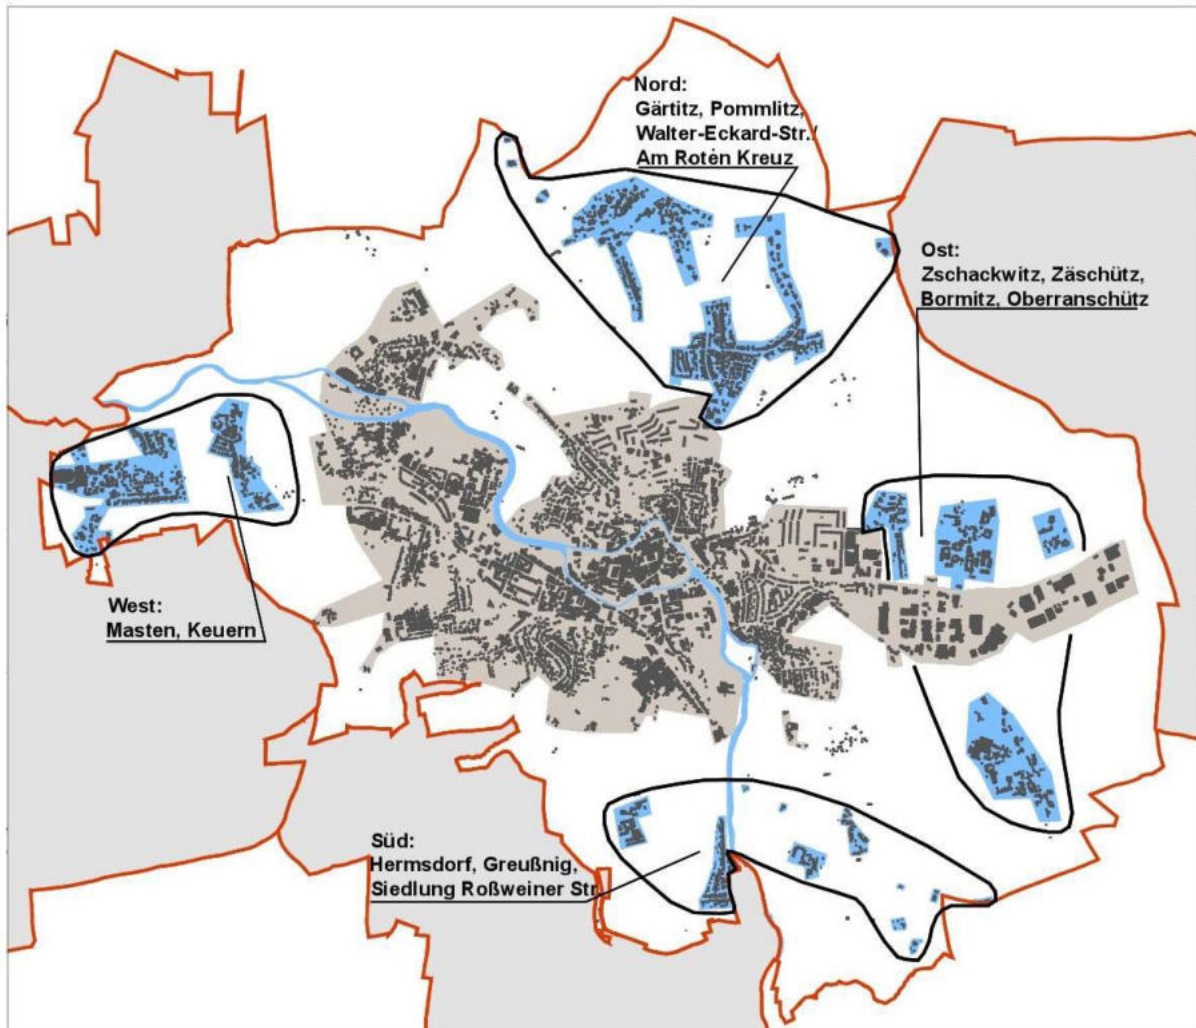 Nord:
Gärtitz, Pommlitz,
Walter-Eckard-Str./
Am Roten Kreuz
Ost:
Zschackwitz, Zäschütz,
Bormitz, Oberranschütz
West:
Masten, Keuern
Süd:
Hermsdorf, Greußnig,
Siedlung Roßweiner Str